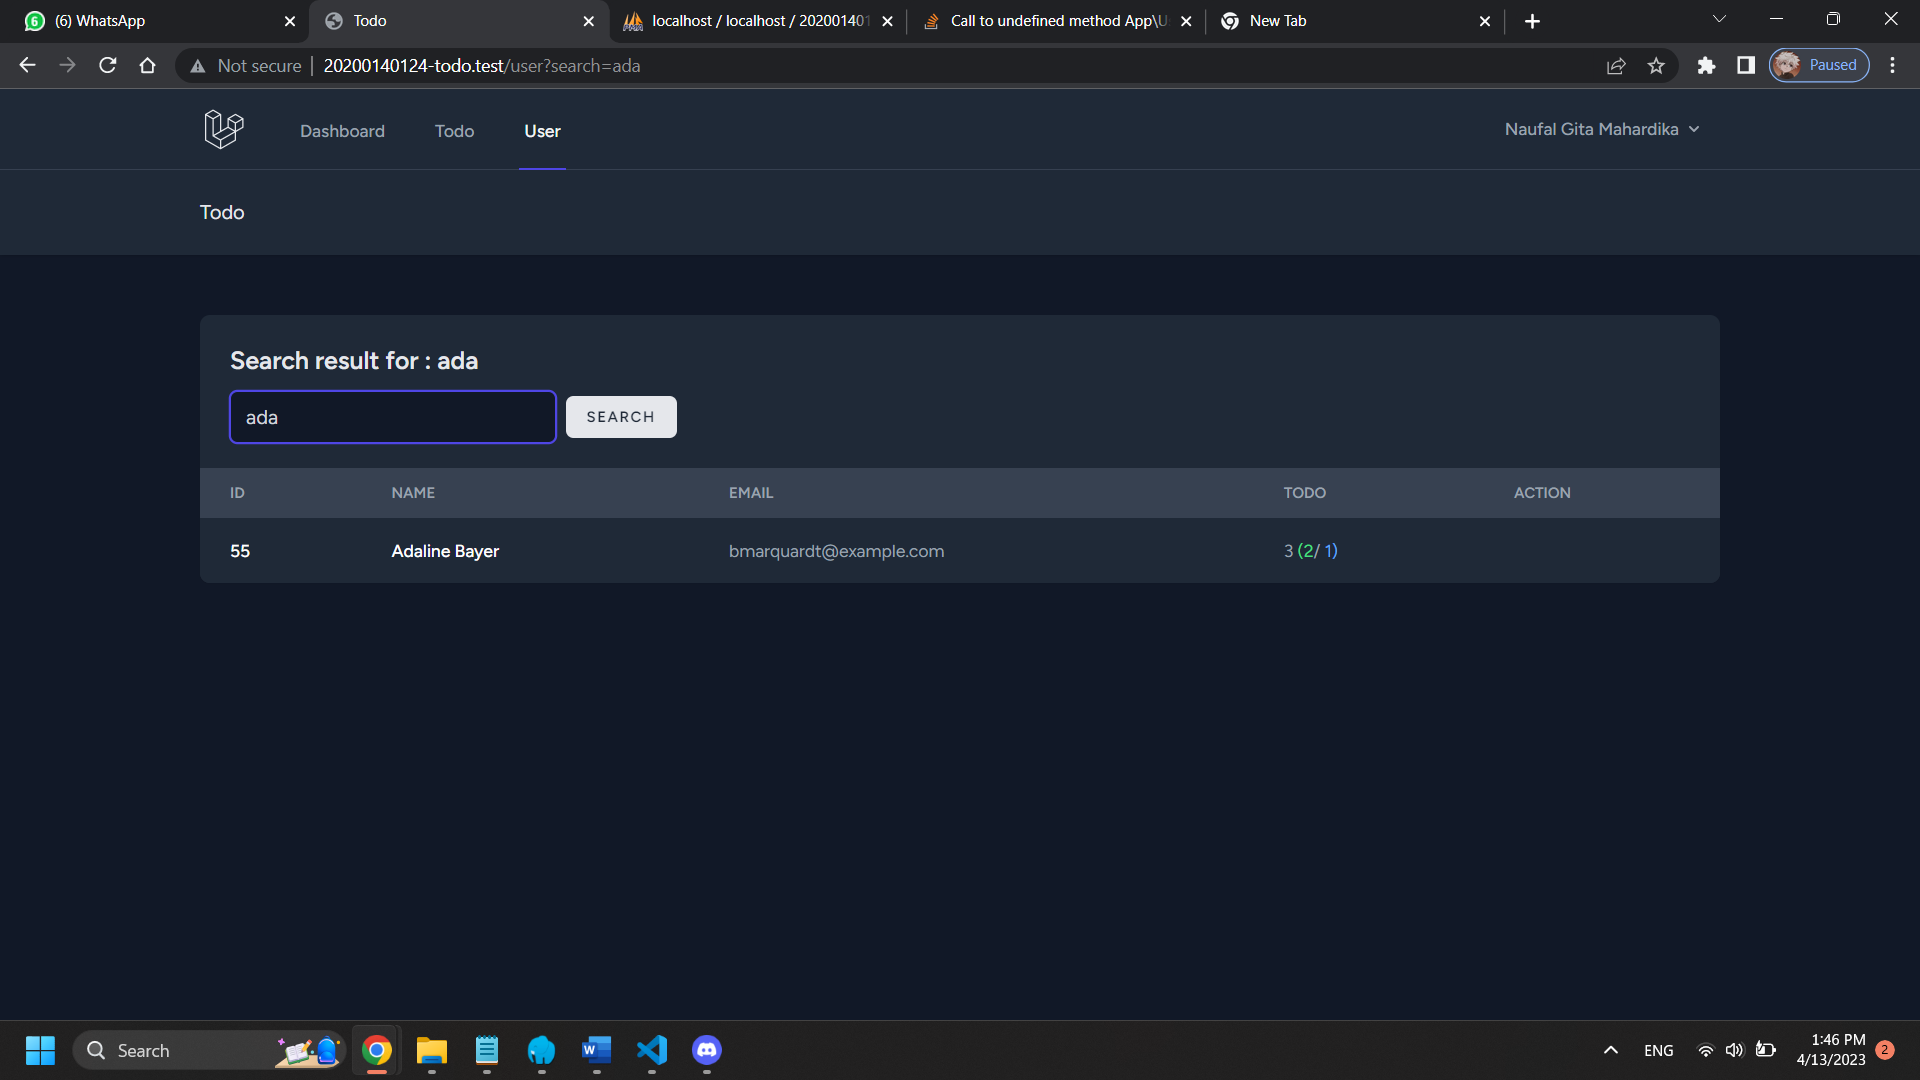 (6) WhatsApp
Todo
localhost / localhost / 202001401
Call to undefined method App\U
New Tab
Not secure
20200140124-todo.test/user?search=ada
Paused
Dashboard
Todo
User
Naufal Gita Mahardika
Todo
Search result for : ada
ada
SEARCH
ID NAME EMAIL TODO ACTION
55 Adaline Bayer bmarquardt@example.com 3 (2/ 1)
Search
ENG
1:46 PM
4/13/2023
2